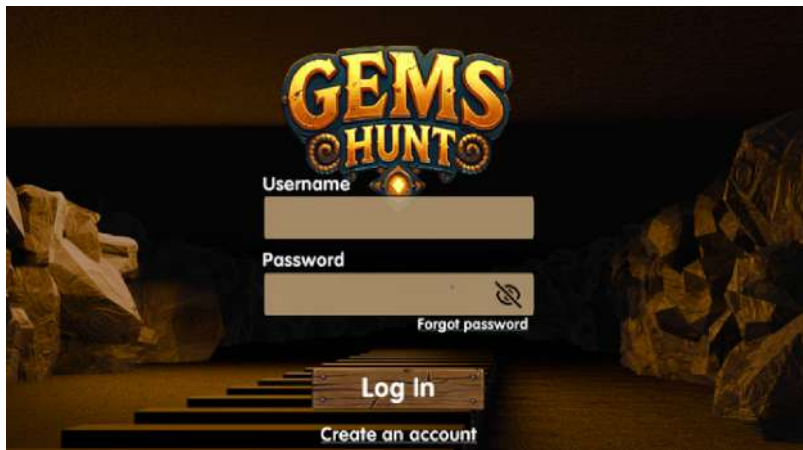 GEMS
HUNT
Username
Password
Forgot password
Log In
Create an account